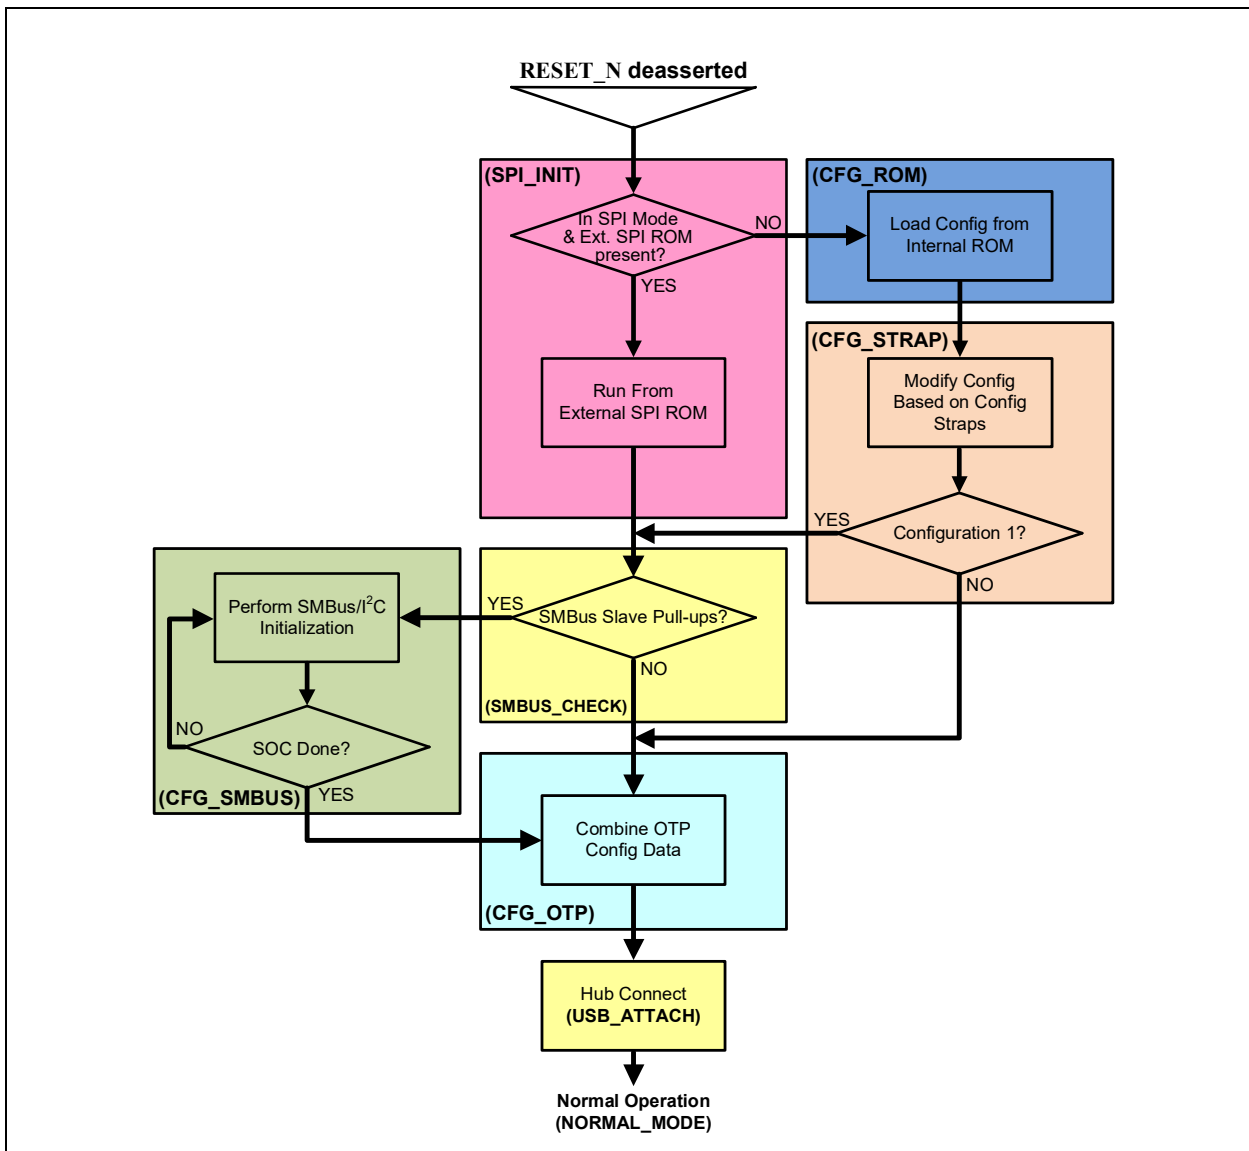 RESET_N deasserted
(SPI_INIT)
In SPI Mode
& Ext. SPI ROM
present?
NO
YES
Run From
External SPI ROM
(CFG_ROM)
Load Config from
Internal ROM
(CFG_STRAP)
Modify Config
Based on Config
Straps
Configuration 1?
YES
NO
SMBus Slave Pull-ups?
YES
NO
(SMBUS_CHECK)
Perform SMBus/I²C
Initialization
SOC Done?
NO
YES
(CFG_SMBUS)
Combine OTP
Config Data
(CFG_OTP)
Hub Connect
(USB_ATTACH)
Normal Operation
(NORMAL_MODE)